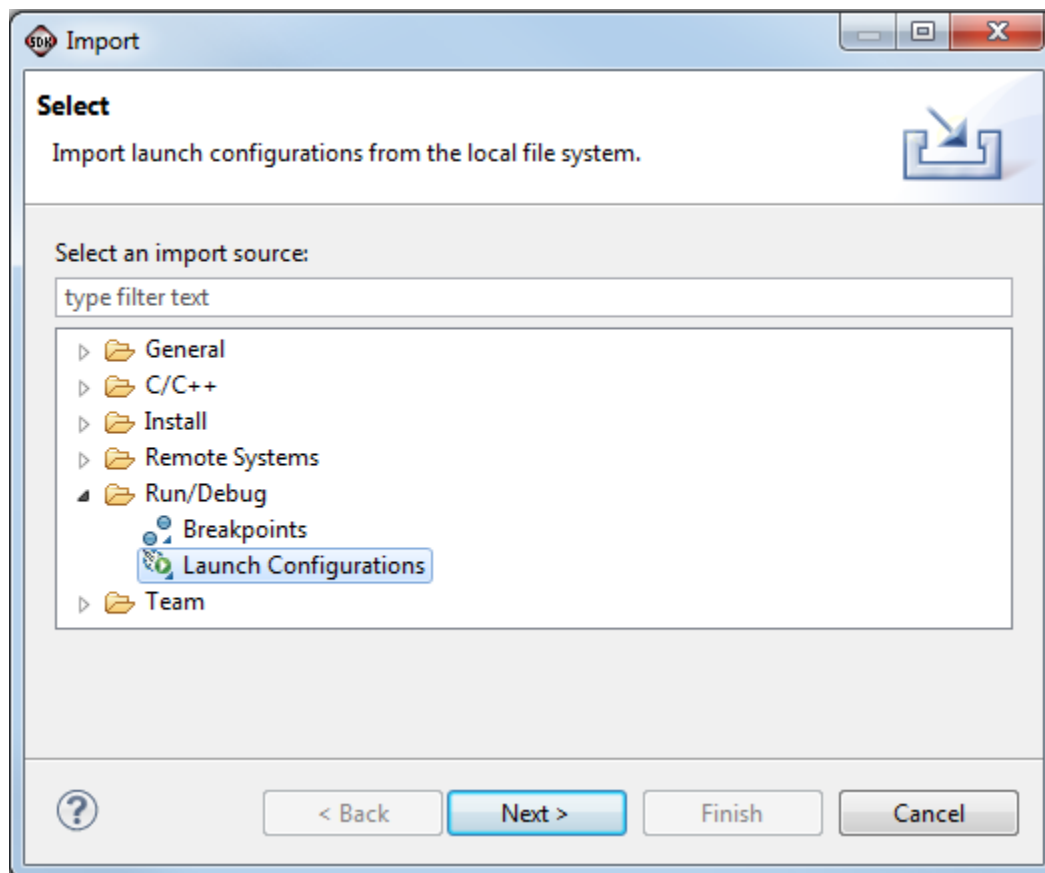 SDK Import
Select
Import launch configurations from the local file system.
Select an import source:
type filter text
General
C/C++
Install
Remote Systems
Run/Debug
Breakpoints
Launch Configurations
Team
? < Back Next > Finish Cancel